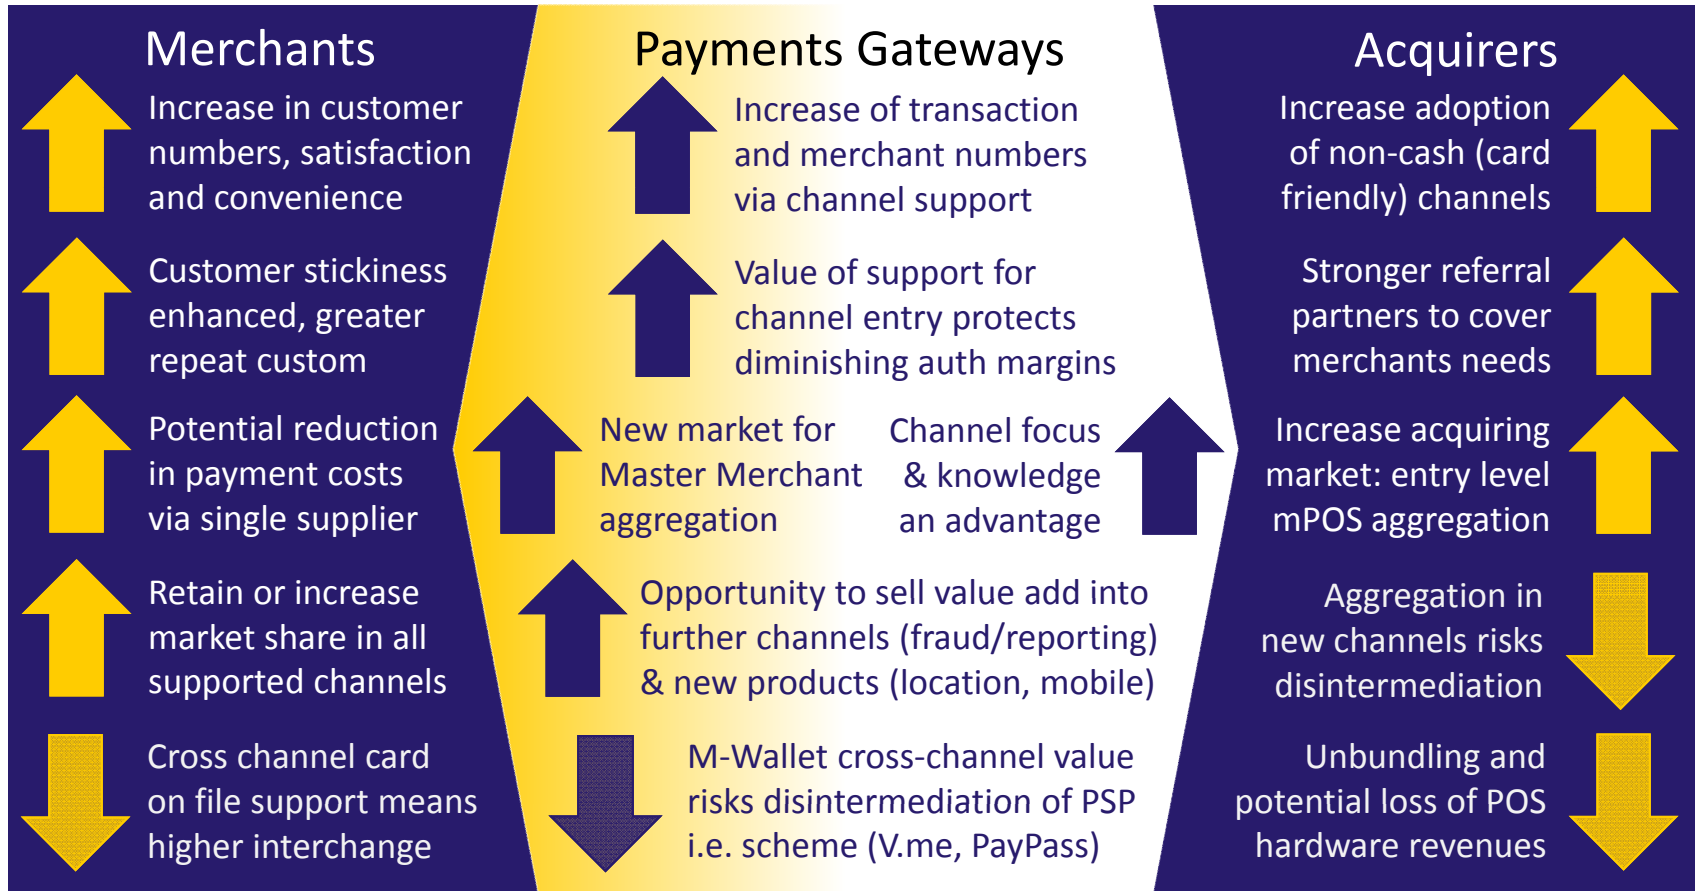 Merchants
Increase in customer
numbers, satisfaction
and convenience
Customer stickiness
enhanced, greater
repeat custom
Potential reduction
in payment costs
via single supplier
Retain or increase
market share in all
supported channels
Cross channel card
on file support means
higher interchange
Payments Gateways
Increase of transaction
and merchant numbers
via channel support
Value of support for
channel entry protects
diminishing auth margins
New market for
Master Merchant
aggregation
Channel focus
& knowledge
an advantage
Opportunity to sell value add into
further channels (fraud/reporting)
& new products (location, mobile)
M-Wallet cross-channel value
risks disintermediation of PSP
i.e. scheme (V.me, PayPass)
Acquirers
Increase adoption
of non-cash (card
friendly) channels
Stronger referral
partners to cover
merchants needs
Increase acquiring
market: entry level
mPOS aggregation
Aggregation in
new channels risks
disintermediation
Unbundling and
potential loss of POS
hardware revenues